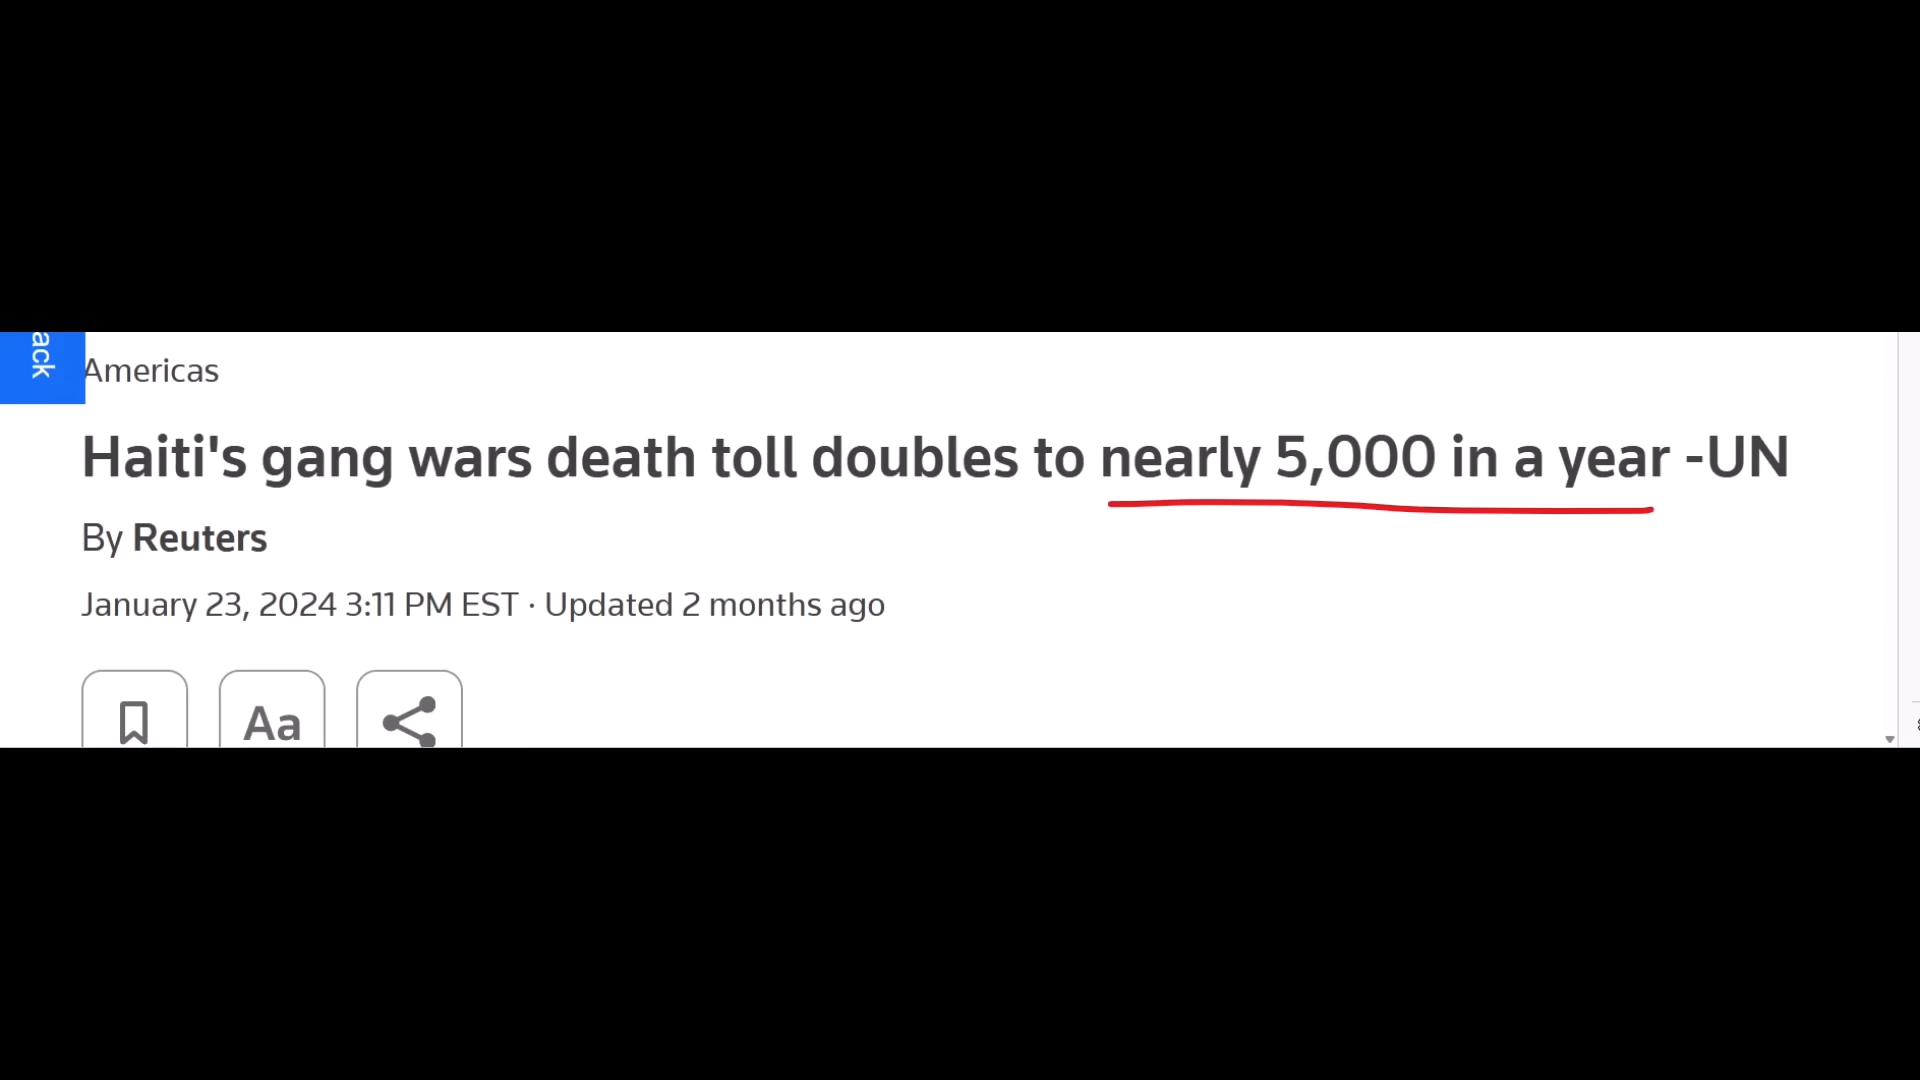 ack
Americas
Haiti's gang wars death toll doubles to nearly 5,000 in a year -UN
By Reuters
January 23, 2024 3:11 PM EST · Updated 2 months ago
Aa